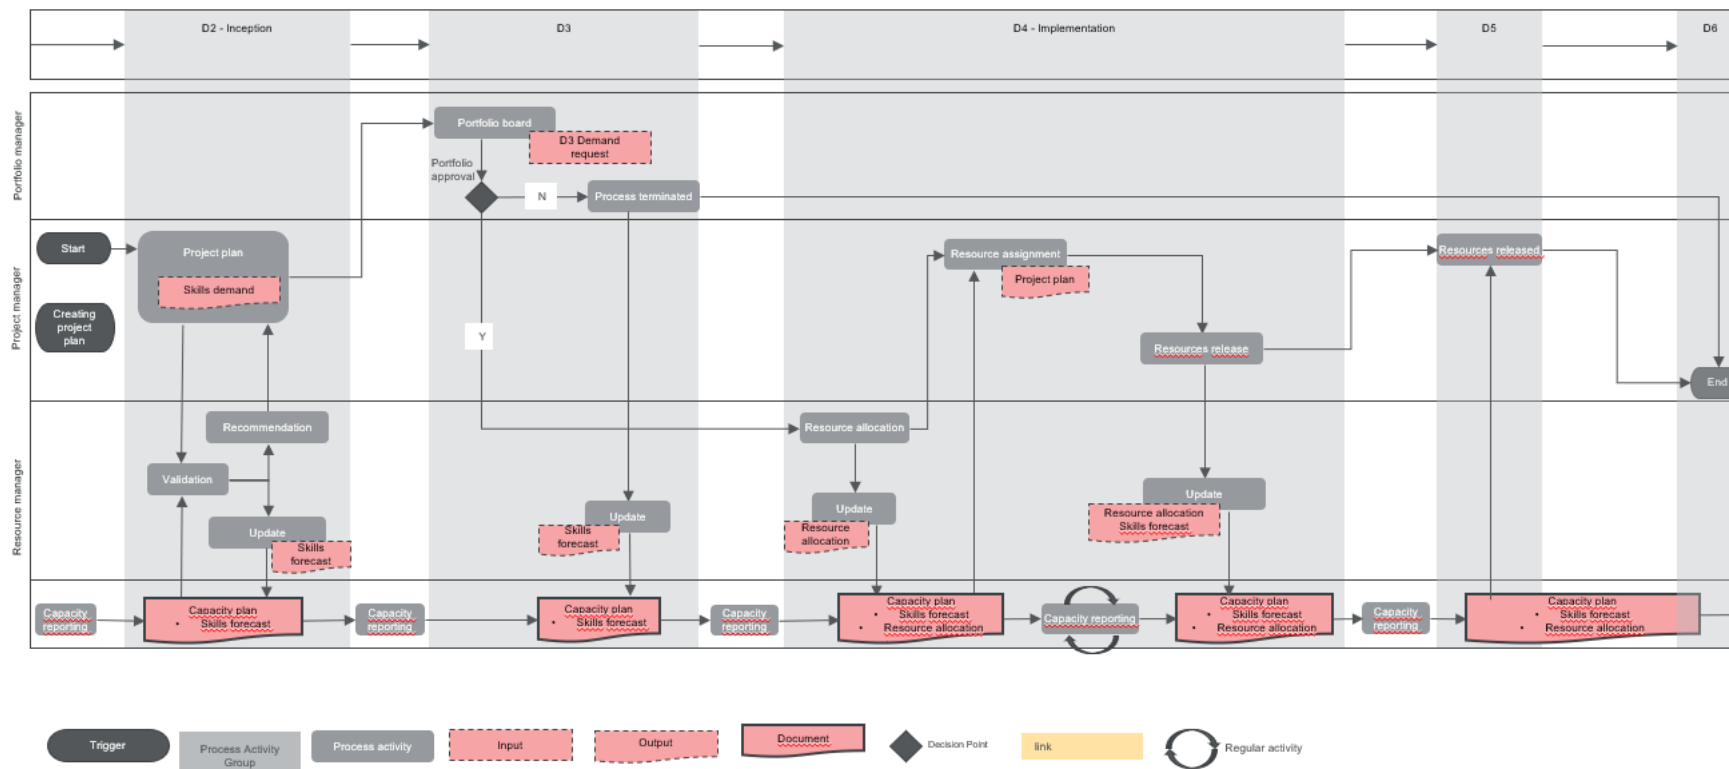 D2 - Inception
D3
D4 - Implementation
D5
D6
Portfolio manager
Portfolio board
D3 Demand
request
Portfolio
approval
N
Process terminated
Project manager
Start
Project plan
Skills demand
Creating
project
plan
Y
Resource assignment
Project plan
Resources released
Resources release
End
Resource manager
Recommendation
Validation
Update
Skills
forecast
Update
Skills
forecast
Resource allocation
Update
Resource
allocation
Update
Resource allocation
Skills forecast
Capacity
reporting
Capacity plan
• Skills forecast
Capacity
reporting
Capacity plan
• Skills forecast
Capacity
reporting
Capacity plan
• Skills forecast
• Resource allocation
Capacity reporting
Capacity plan
• Skills forecast
• Resource allocation
Capacity
reporting
Capacity plan
• Skills forecast
• Resource allocation
Trigger
Process Activity
Group
Process activity
Input
Output
Document
Decision Point
link
Regular activity